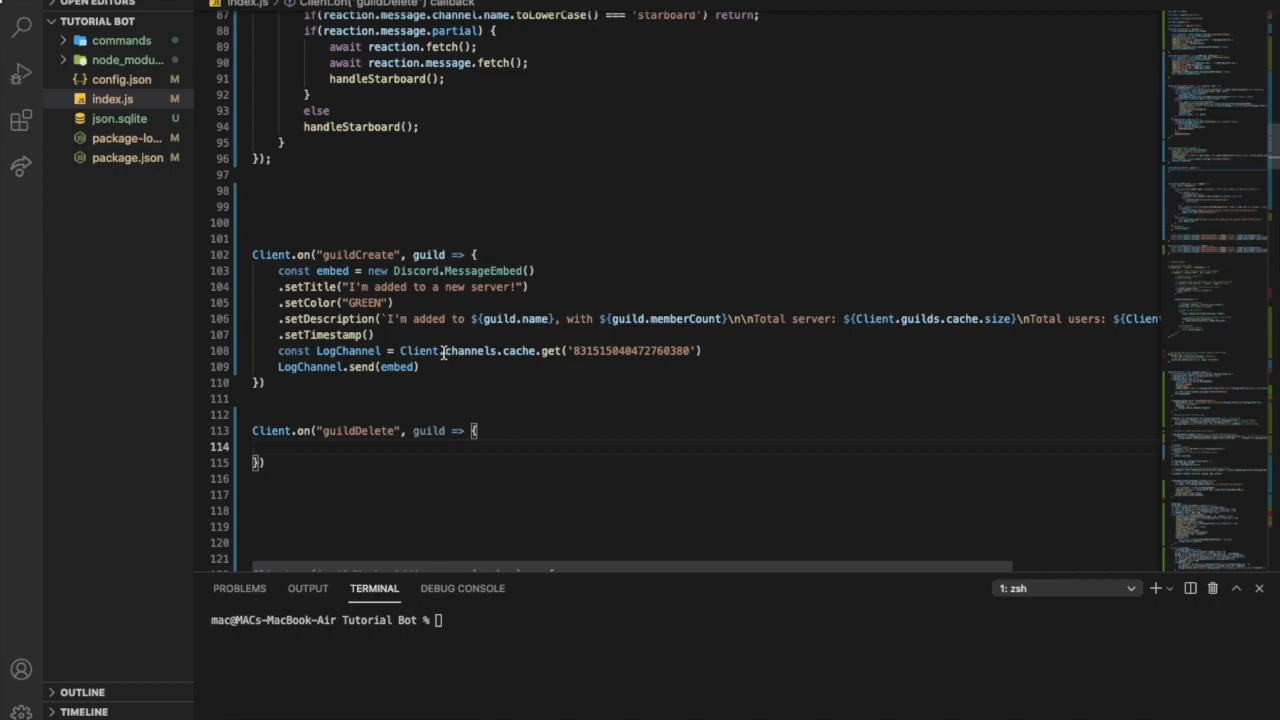 OPEN EDITORS
index.js > Client.on("guildDelete") callback
TUTORIAL BOT
commands
node_modu...
config.json M
index.js M
json.sqlite U
package-lo... M
package.json M
OUTLINE
TIMELINE
87 if(reaction.message.channel.name.toLowerCase() === 'starboard') return;
88 if(reaction.message.partial) {
89 await reaction.fetch();
90 await reaction.message.fetch();
91 handleStarboard();
92 }
93 else
94 handleStarboard();
95 }
96 });
97
98
99
100
101
102 Client.on("guildCreate", guild => {
103 const embed = new Discord.MessageEmbed()
104 .setTitle("I'm added to a new server!")
105 .setColor("GREEN")
106 .setDescription(`I'm added to ${guild.name}, with ${guild.memberCount}\n\nTotal server: ${Client.guilds.cache.size}\nTotal users: ${Client
107 .setTimestamp()
108 const LogChannel = Client.channels.cache.get('831515040472760380')
109 LogChannel.send(embed)
110 })
111
112
113 Client.on("guildDelete", guild => {
114
115 })
116
117
118
119
120
121
PROBLEMS OUTPUT TERMINAL DEBUG CONSOLE 1: zsh
mac@MACs-MacBook-Air Tutorial Bot %